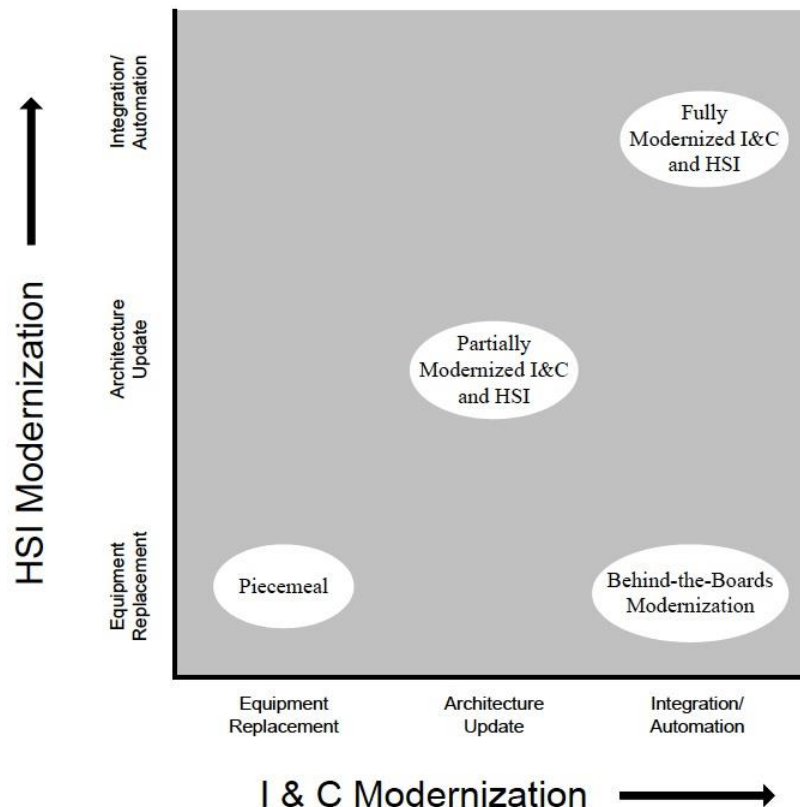 HSI Modernization
Integration/
Automation
Architecture
Update
Equipment
Replacement
Fully
Modernized I&C
and HSI
Partially
Modernized I&C
and HSI
Piecemeal
Behind-the-Boards
Modernization
Equipment
Replacement
Architecture
Update
Integration/
Automation
I & C Modernization